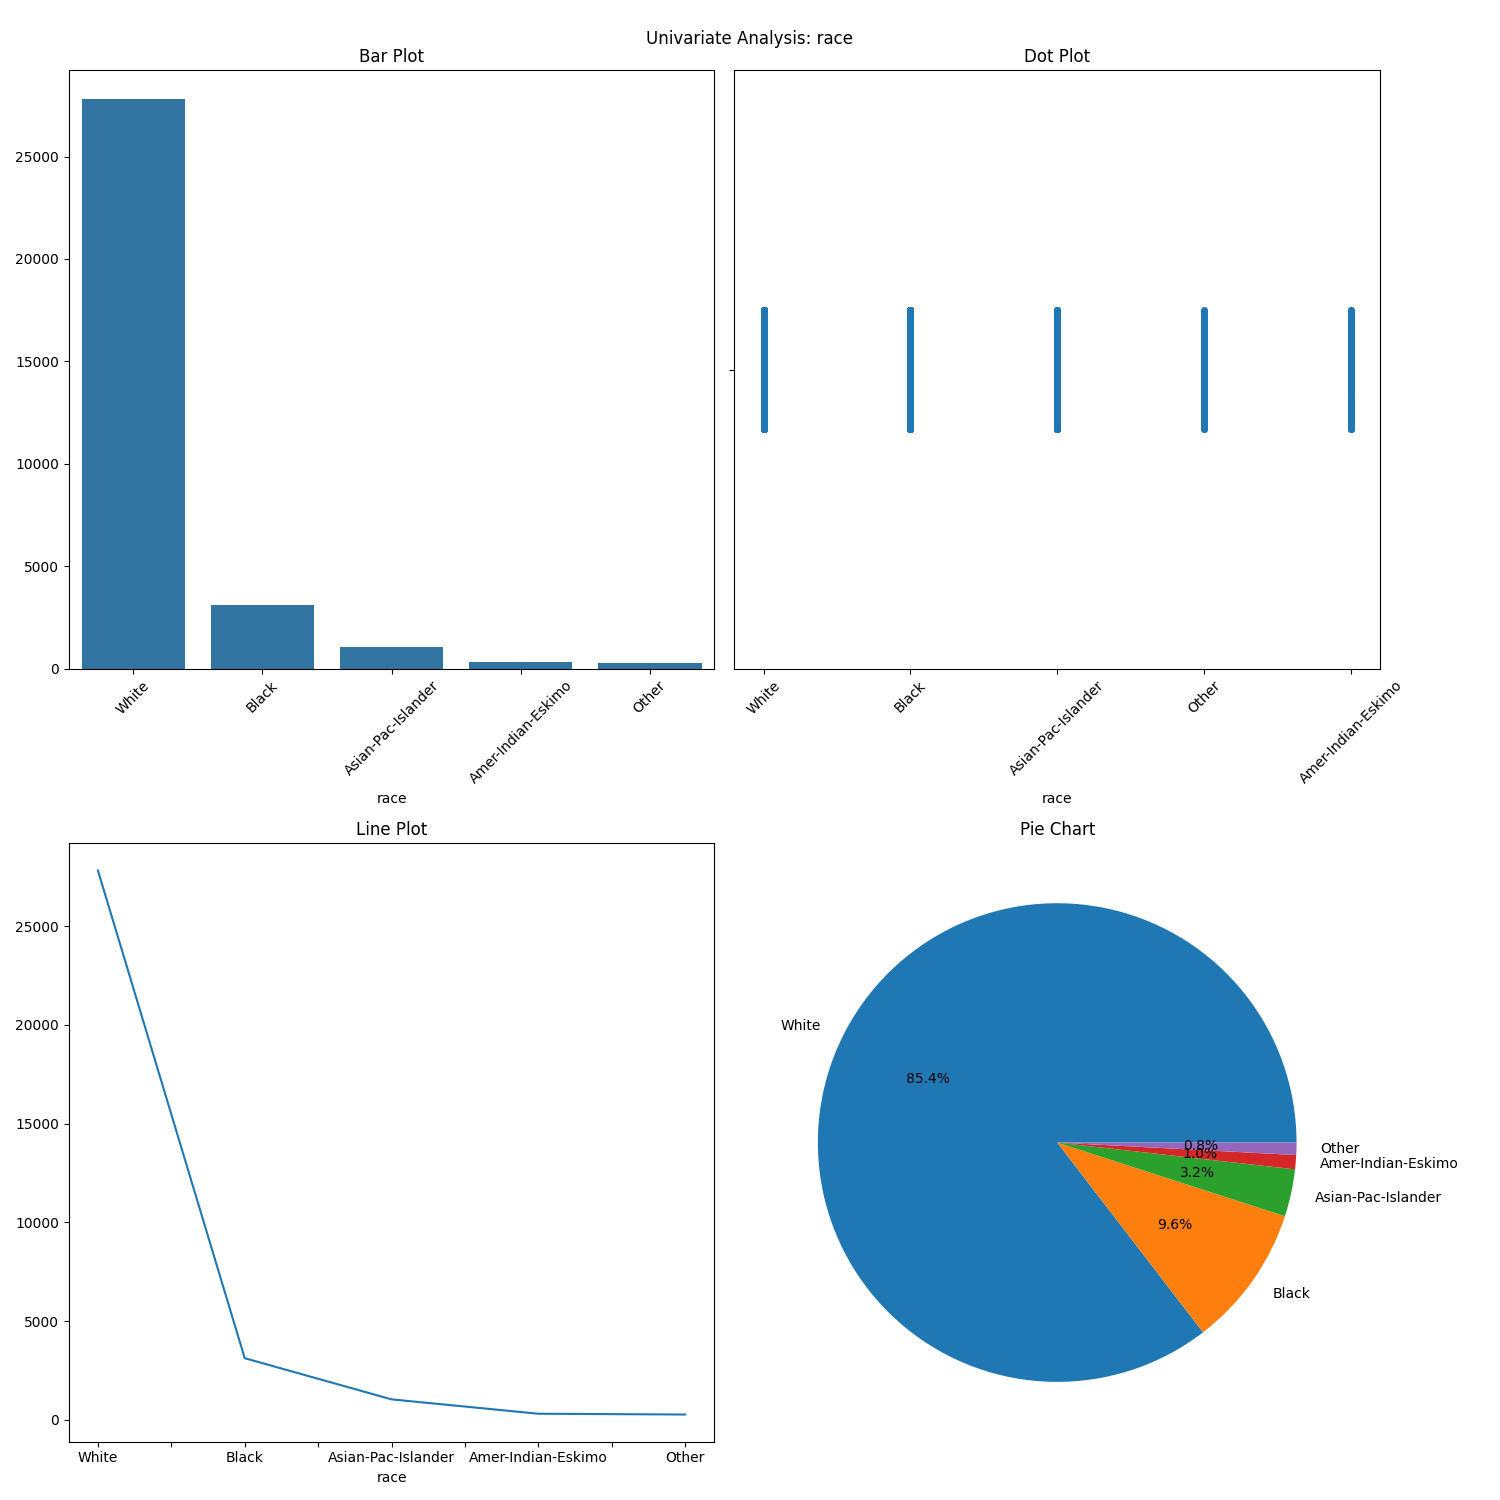 Univariate Analysis: race
Bar Plot
25000
20000
15000
10000
5000
0
White
Black
Asian-Pac-Islander
Amer-Indian-Eskimo
Other
race
Dot Plot
White
Black
Asian-Pac-Islander
Other
Amer-Indian-Eskimo
race
Line Plot
25000
20000
15000
10000
5000
0
White Black Asian-Pac-Islander Amer-Indian-Eskimo Other
race
Pie Chart
White
85.4%
0.8%
Other
1.0%
Amer-Indian-Eskimo
3.2%
Asian-Pac-Islander
9.6%
Black